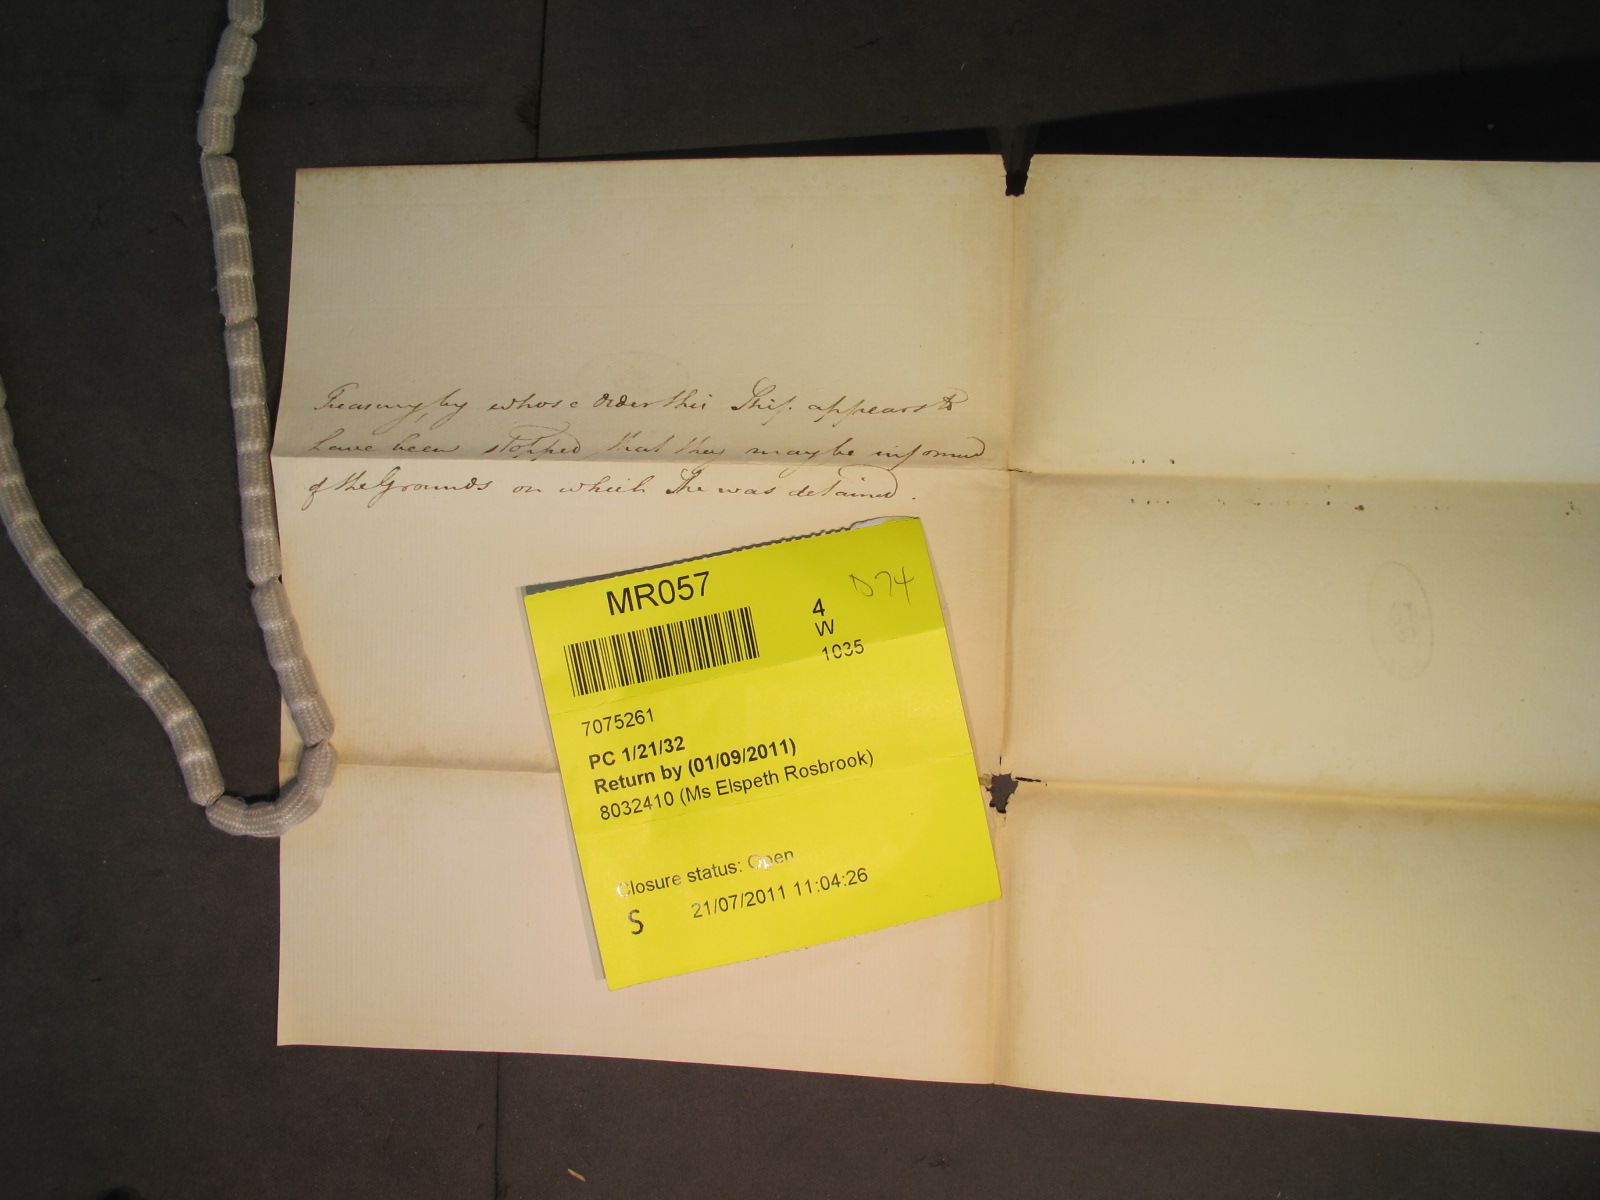 Treasury, by whose Order this Ship appears to
have been stopped that they may be informed
of the Grounds on which She was detained.
MR057
D74
4
W
1035
7075261
PC 1/21/32
Return by (01/09/2011)
8032410 (Ms Elspeth Rosbrook)
Closure status: Open
S 21/07/2011 11:04:26